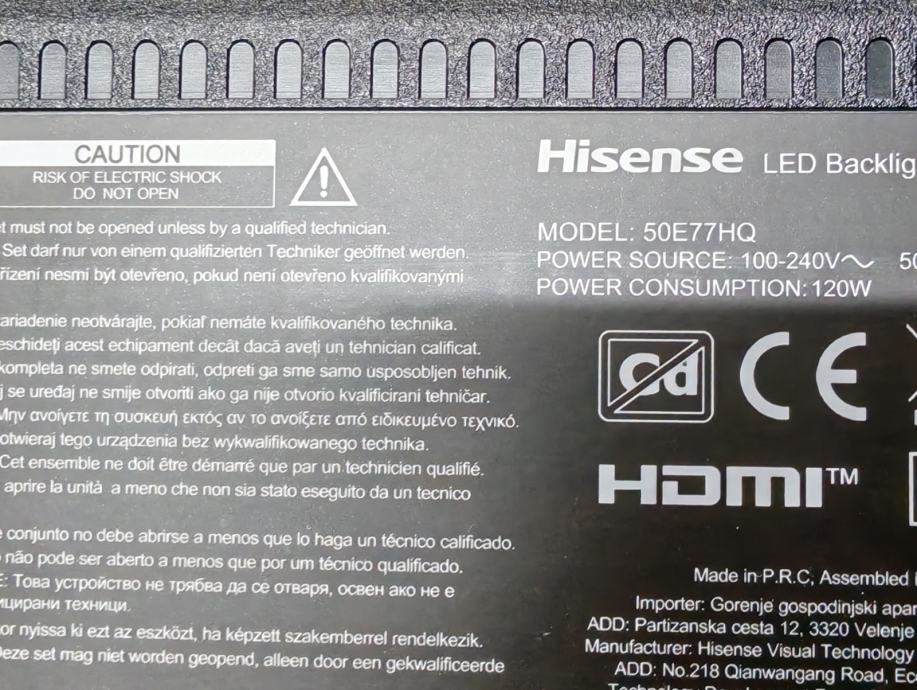 CAUTION
RISK OF ELECTRIC SHOCK
DO NOT OPEN
must not be opened unless by a qualified technician.
Set darf nur von einem qualifizierten Techniker geöffnet werden.
nesmí být otevřeno, pokud není otevřeno kvalifikovanými
neotvárajte, pokiaľ nemáte kvalifikovaného technika.
acest echipament decât dacă aveți un tehnician calificat.
kompleta ne smete odpirati, odpreti ga sme samo usposobljen tehnik.
se uređaj ne smije otvoriti ako ga nije otvorio kvalificirani tehničar.
Μην ανοίγετε τη συσκευή εκτός αν το ανοίξετε από ειδικευμένο τεχνικό.
tego urządzenia bez wykwalifikowanego technika.
Cet ensemble ne doit être démarré que par un technicien qualifié.
aprire la unità a meno che non sia stato eseguito da un tecnico
conjunto no debe abrirse a menos que lo haga un técnico calificado.
não pode ser aberto a menos que por um técnico qualificado.
Това устройство не трябва да се отваря, освен ако не е
техници.
nyissa ki ezt az eszközt, ha képzett szakemberrel rendelkezik.
Deze set mag niet worden geopend, alleen door een gekwalificeerde
Hisense LED
MODEL: 50E77HQ
POWER SOURCE: 100-240V～ 50
POWER CONSUMPTION: 120W
Cd CE
HDMI™
Made in P.R.C, Assembled
Importer: Gorenje gospodinjski
ADD: Partizanska cesta 12, 3320 Velenje
Manufacturer: Hisense Visual Technology
ADD: No.218 Qianwangang Road,